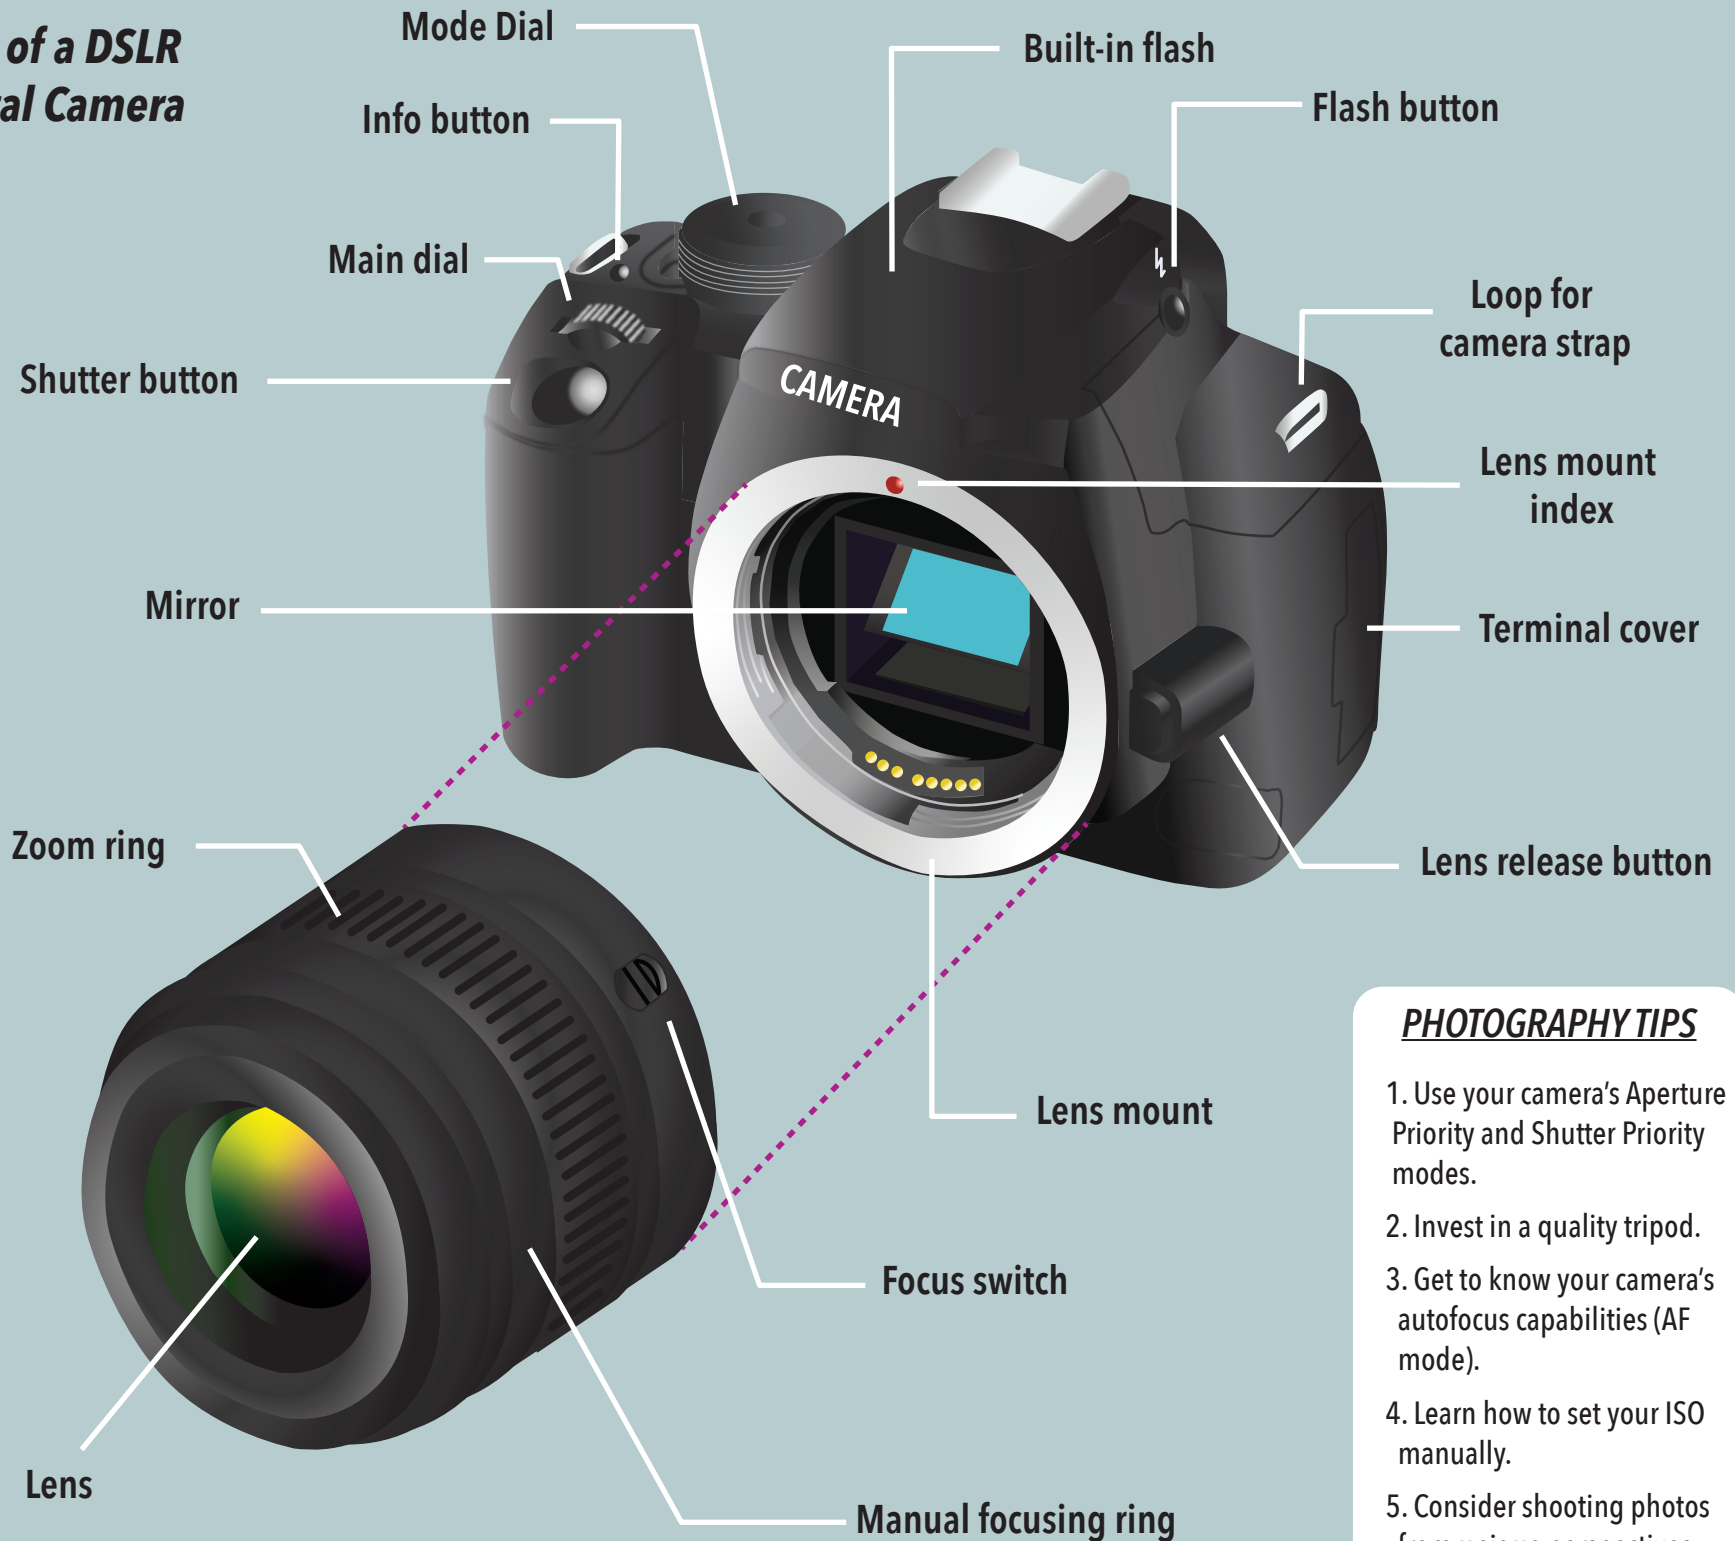 of a DSLR
Camera
Mode Dial
Built-in flash
Flash button
Info button
Main dial
Loop for
camera strap
Shutter button
CAMERA
Lens mount
index
Mirror
Terminal cover
Zoom ring
Lens release button
Lens mount
Focus switch
Lens
Manual focusing ring
PHOTOGRAPHY TIPS
1. Use your camera’s Aperture
Priority and Shutter Priority
modes.
2. Invest in a quality tripod.
3. Get to know your camera’s
autofocus capabilities (AF
mode).
4. Learn how to set your ISO
manually.
5. Consider shooting photos